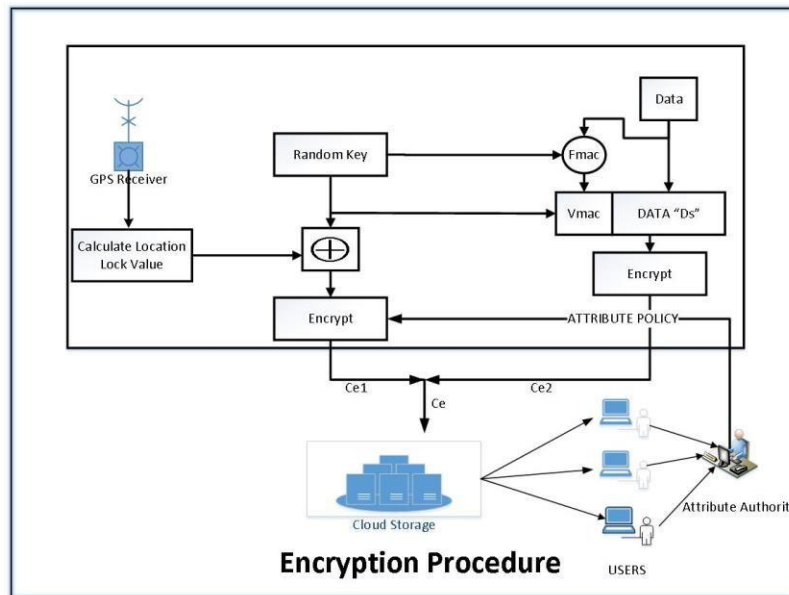 Data
Random Key
Fmac
GPS Receiver
Vmac
DATA “Ds”
Calculate Location
Lock Value
Encrypt
Encrypt
ATTRIBUTE POLICY
Ce1
Ce2
Ce
Cloud Storage
Attribute Authorit
Encryption Procedure
USERS